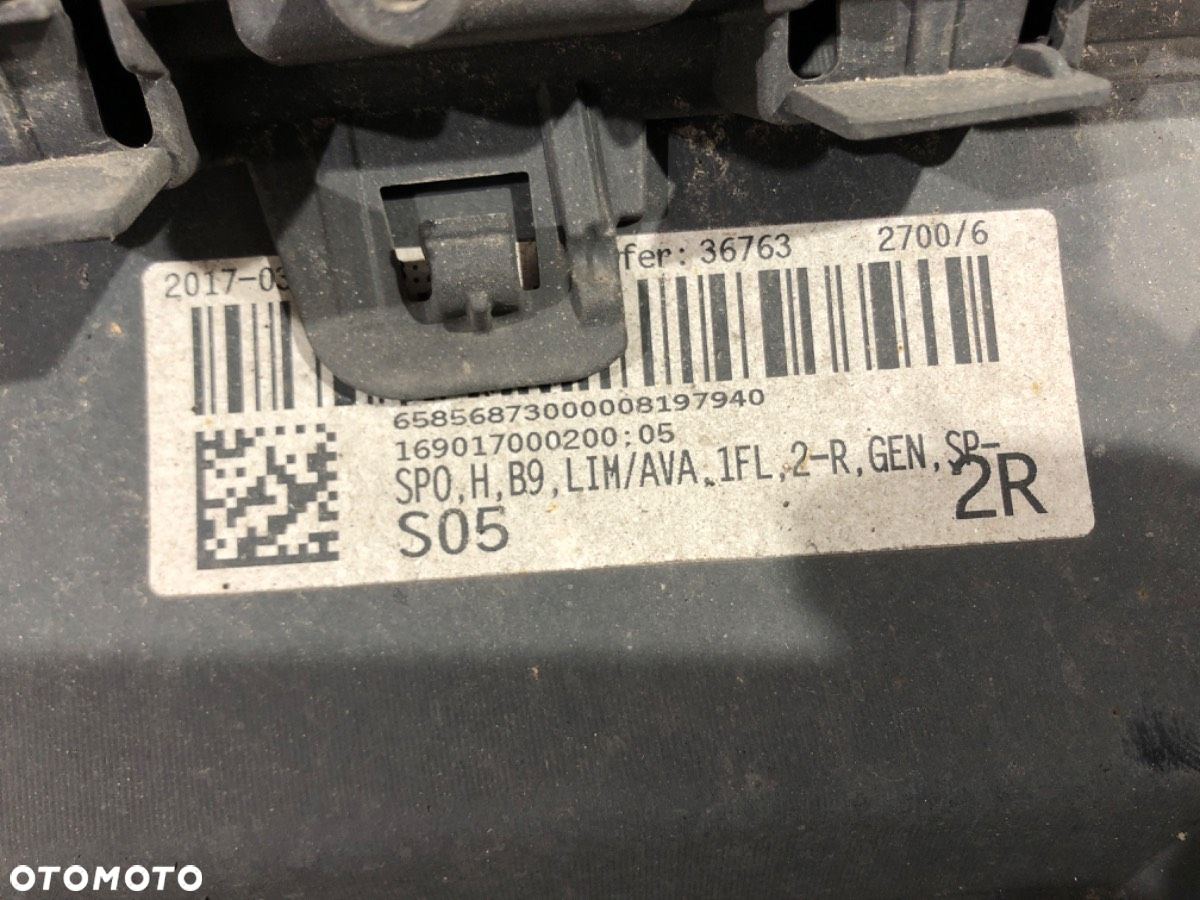 2017-03 fer: 36763 2700/6
65856873000008197940
169017000200:05
SPO,H,B9,LIM/AVA,1FL,2-R,GEN,SP-
S05 2R
OTOMOTO